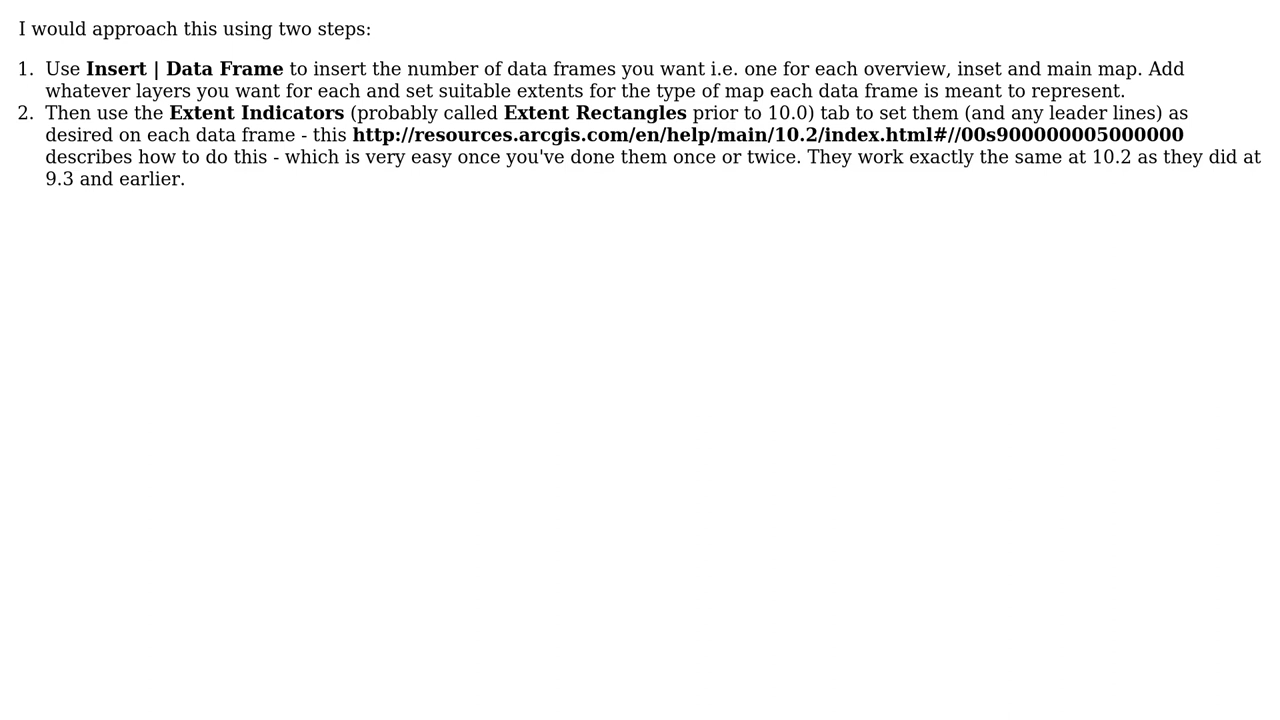 I would approach this using two steps:
1. Use Insert | Data Frame to insert the number of data frames you want i.e. one for each overview, inset and main map. Add
whatever layers you want for each and set suitable extents for the type of map each data frame is meant to represent.
2. Then use the Extent Indicators (probably called Extent Rectangles prior to 10.0) tab to set them (and any leader lines) as
desired on each data frame - this http://resources.arcgis.com/en/help/main/10.2/index.html#//00s900000005000000
describes how to do this - which is very easy once you've done them once or twice. They work exactly the same at 10.2 as they did at
9.3 and earlier.